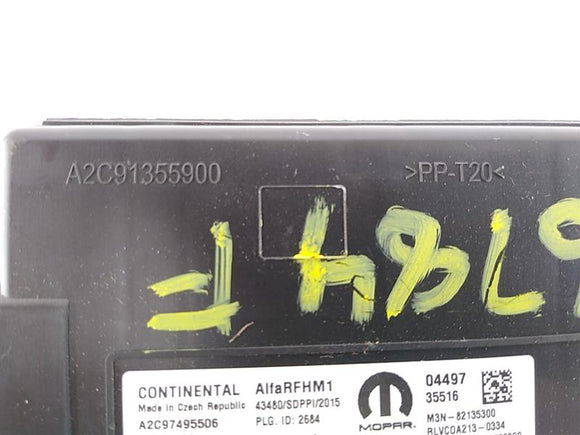 A2C91355900 >PP-T20<
CONTINENTAL AlfaRFHM1 04497
Made in Czech Republic 43480/SDPPI/2015 35516
A2C97495506 PLG. ID: 2684 MOPAR. M3N-82135300
RLVCOA213-0334